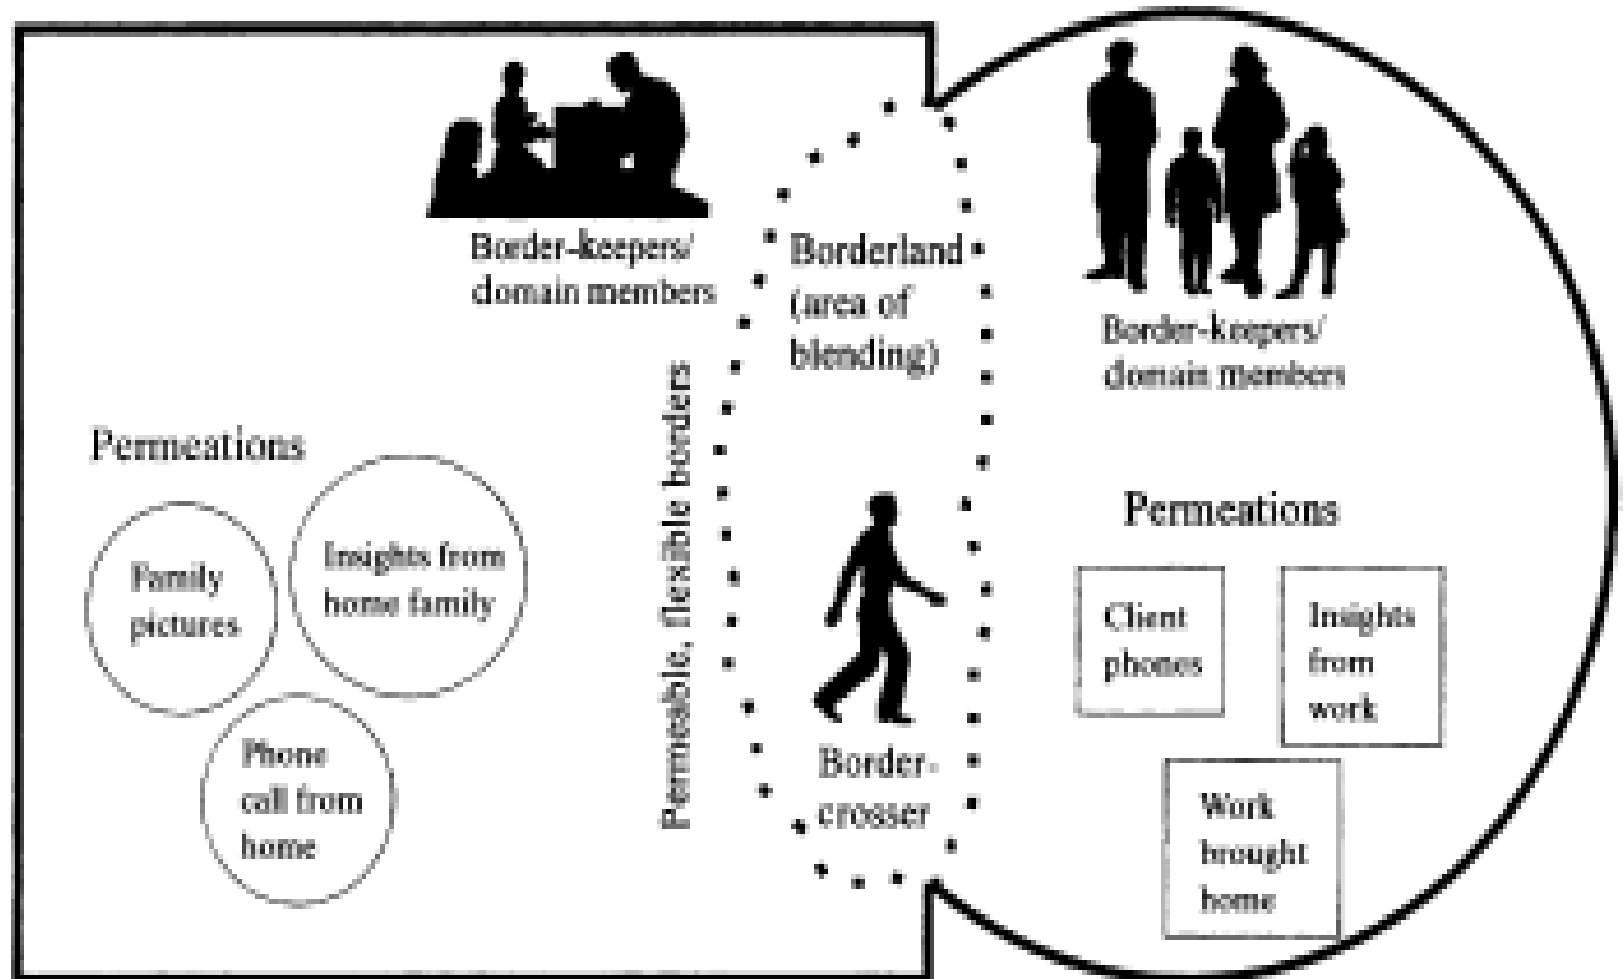 Border-keepers/
domain members
Permeations
Family
pictures
Insights from
home family
Phone
call from
home
Permeable, flexible borders
Borderland
(area of
blending)
Border-
crosser
Border-keepers/
domain members
Permeations
Client
phones
Insights
from
work
Work
brought
home